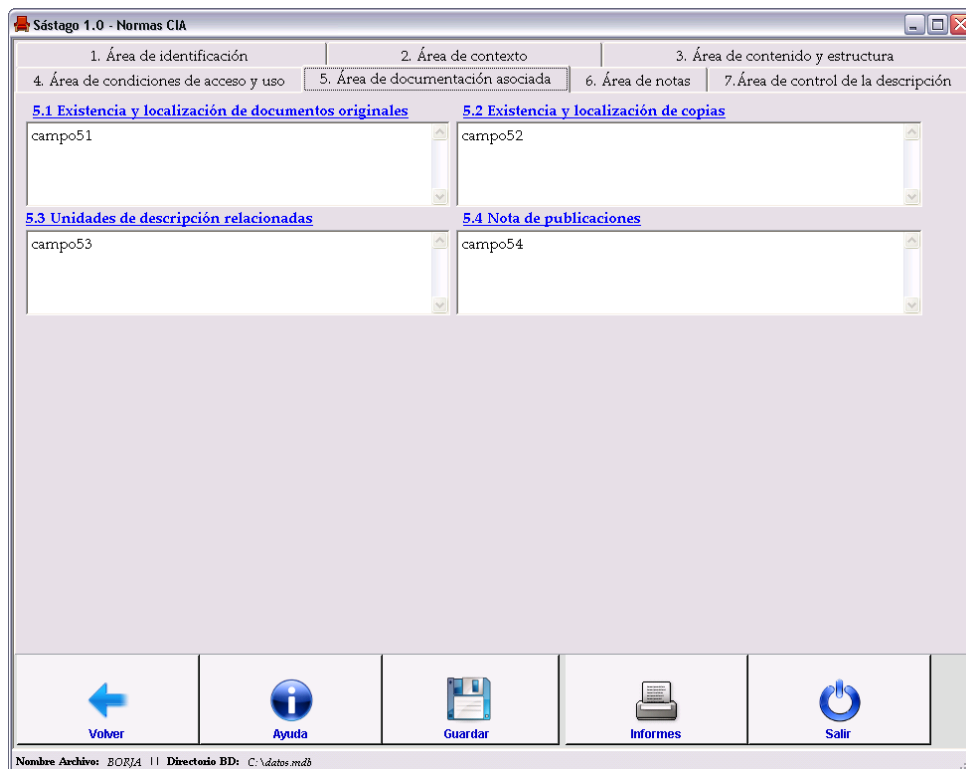 Sástago 1.0 - Normas CIA
1. Área de identificación
2. Área de contexto
3. Área de contenido y estructura
4. Área de condiciones de acceso y uso
5. Área de documentación asociada
6. Área de notas
7.Área de control de la descripción
5.1 Existencia y localización de documentos originales
5.2 Existencia y localización de copias
campo51
campo52
5.3 Unidades de descripción relacionadas
5.4 Nota de publicaciones
campo53
campo54
Volver
Ayuda
Guardar
Informes
Salir
Nombre Archivo: BORJA || Directorio BD: C:\datos.mdb